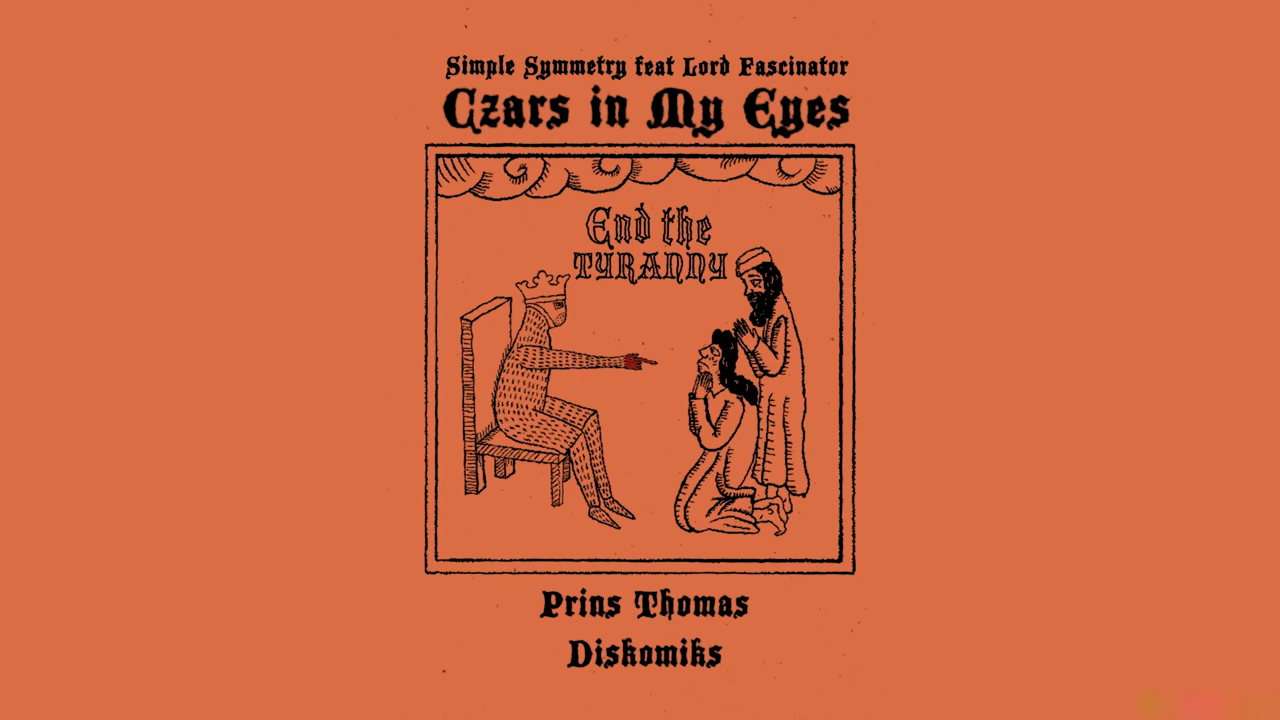 Simple Symmetry feat Lord Fascinator
Czars in My Eyes
End the
TYRANNY
Prins Thomas
Diskomiks